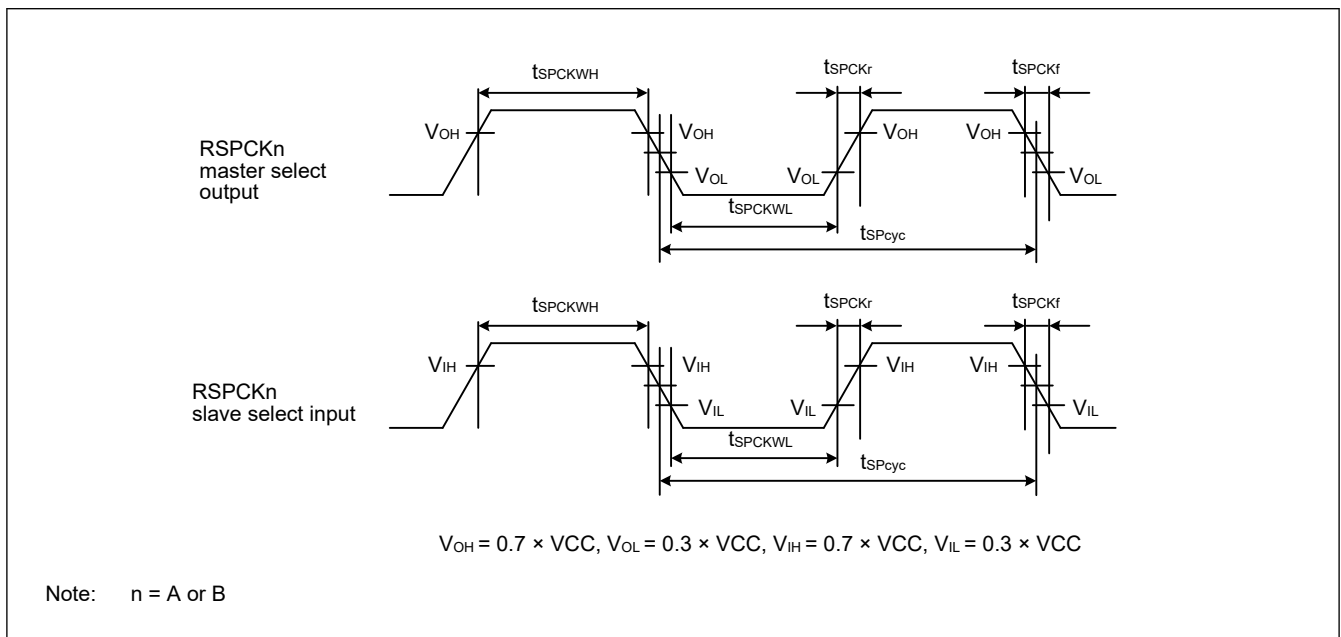 tSPCKWH
tSPCKr
tSPCKf
VOH
VOH
VOH
VOH
RSPCKn
master select
output
VOL
VOL
VOL
tSPCKWL
tSPcyc
tSPCKWH
tSPCKr
tSPCKf
VIH
VIH
VIH
VIH
RSPCKn
slave select input
VIL
VIL
VIL
tSPCKWL
tSPcyc
VOH = 0.7 × VCC, VOL = 0.3 × VCC, VIH = 0.7 × VCC, VIL = 0.3 × VCC
Note: n = A or B